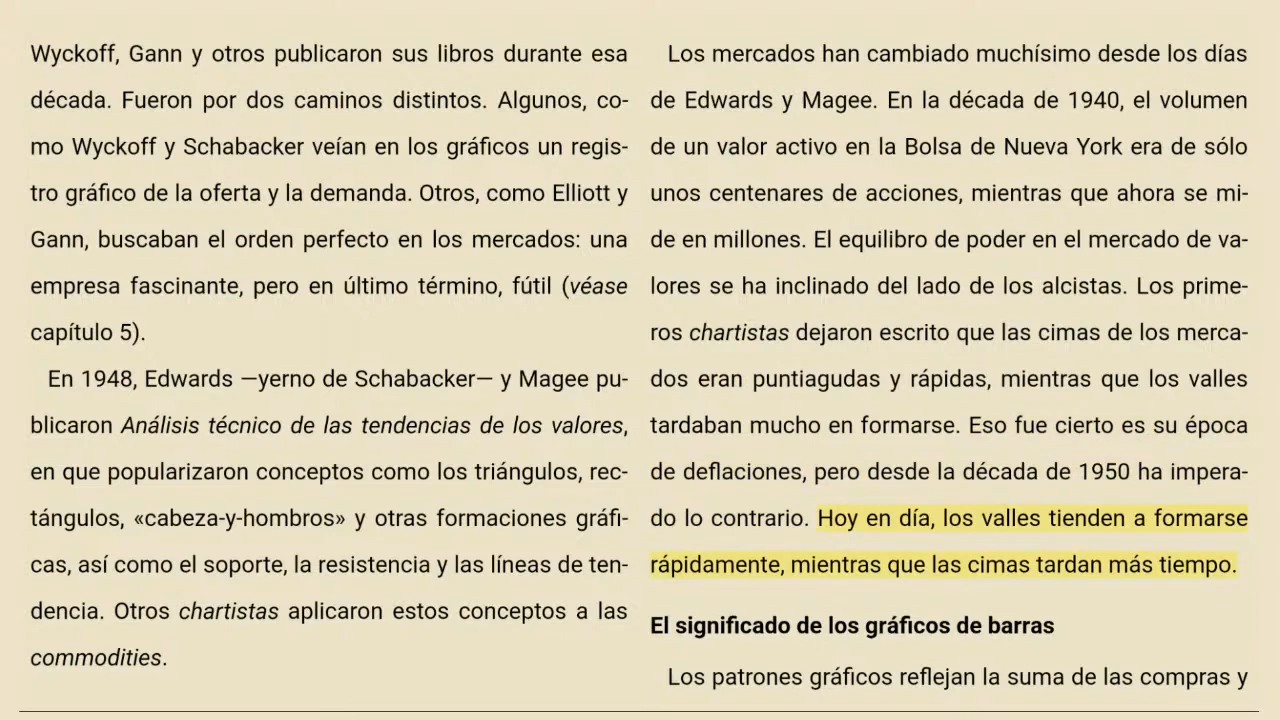 Wyckoff, Gann y otros publicaron sus libros durante esa
década. Fueron por dos caminos distintos. Algunos, co-
mo Wyckoff y Schabacker veían en los gráficos un regis-
tro gráfico de la oferta y la demanda. Otros, como Elliott y
Gann, buscaban el orden perfecto en los mercados: una
empresa fascinante, pero en último término, fútil (véase
capítulo 5).
En 1948, Edwards —yerno de Schabacker— y Magee pu-
blicaron Análisis técnico de las tendencias de los valores,
en que popularizaron conceptos como los triángulos, rec-
tángulos, «cabeza-y-hombros» y otras formaciones gráfi-
cas, así como el soporte, la resistencia y las líneas de ten-
dencia. Otros chartistas aplicaron estos conceptos a las
commodities.
Los mercados han cambiado muchísimo desde los días
de Edwards y Magee. En la década de 1940, el volumen
de un valor activo en la Bolsa de Nueva York era de sólo
unos centenares de acciones, mientras que ahora se mi-
de en millones. El equilibro de poder en el mercado de va-
lores se ha inclinado del lado de los alcistas. Los prime-
ros chartistas dejaron escrito que las cimas de los merca-
dos eran puntiagudas y rápidas, mientras que los valles
tardaban mucho en formarse. Eso fue cierto es su época
de deflaciones, pero desde la década de 1950 ha impera-
do lo contrario. Hoy en día, los valles tienden a formarse
rápidamente, mientras que las cimas tardan más tiempo.
El significado de los gráficos de barras
Los patrones gráficos reflejan la suma de las compras y